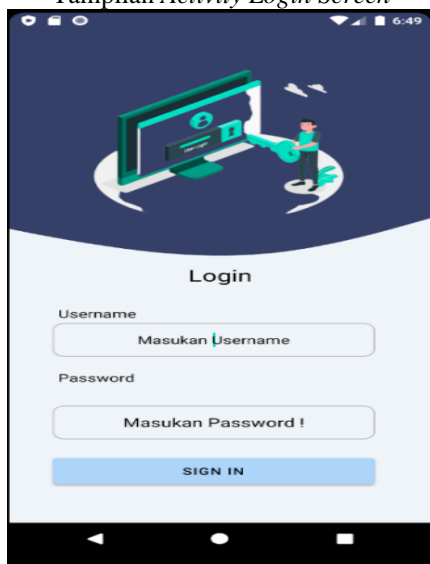 Tampilan Activity Login Screen
6:49
Login
Username
Masukan Username
Password
Masukan Password !
SIGN IN